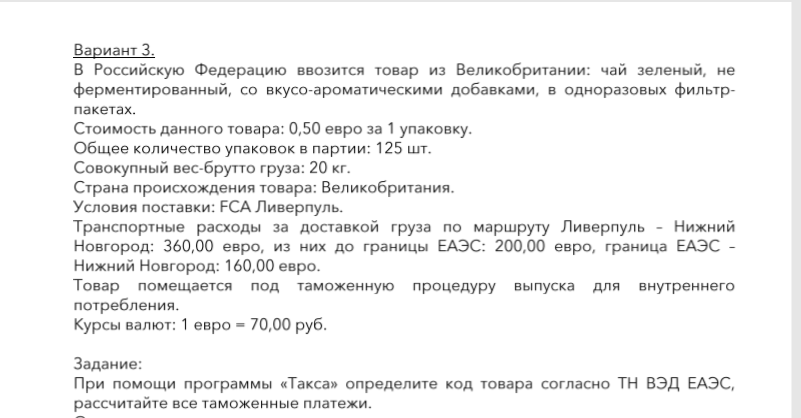 Вариант 3.
В Российскую Федерацию ввозится товар из Великобритании: чай зеленый, не
ферментированный, со вкусо-ароматическими добавками, в одноразовых фильтр-
пакетах.
Стоимость данного товара: 0,50 евро за 1 упаковку.
Общее количество упаковок в партии: 125 шт.
Совокупный вес-брутто груза: 20 кг.
Страна происхождения товара: Великобритания.
Условия поставки: FCA Ливерпуль.
Транспортные расходы за доставкой груза по маршруту Ливерпуль – Нижний
Новгород: 360,00 евро, из них до границы ЕАЭС: 200,00 евро, граница ЕАЭС –
Нижний Новгород: 160,00 евро.
Товар помещается под таможенную процедуру выпуска для внутреннего
потребления.
Курсы валют: 1 евро = 70,00 руб.
Задание:
При помощи программы «Такса» определите код товара согласно ТН ВЭД ЕАЭС,
рассчитайте все таможенные платежи.